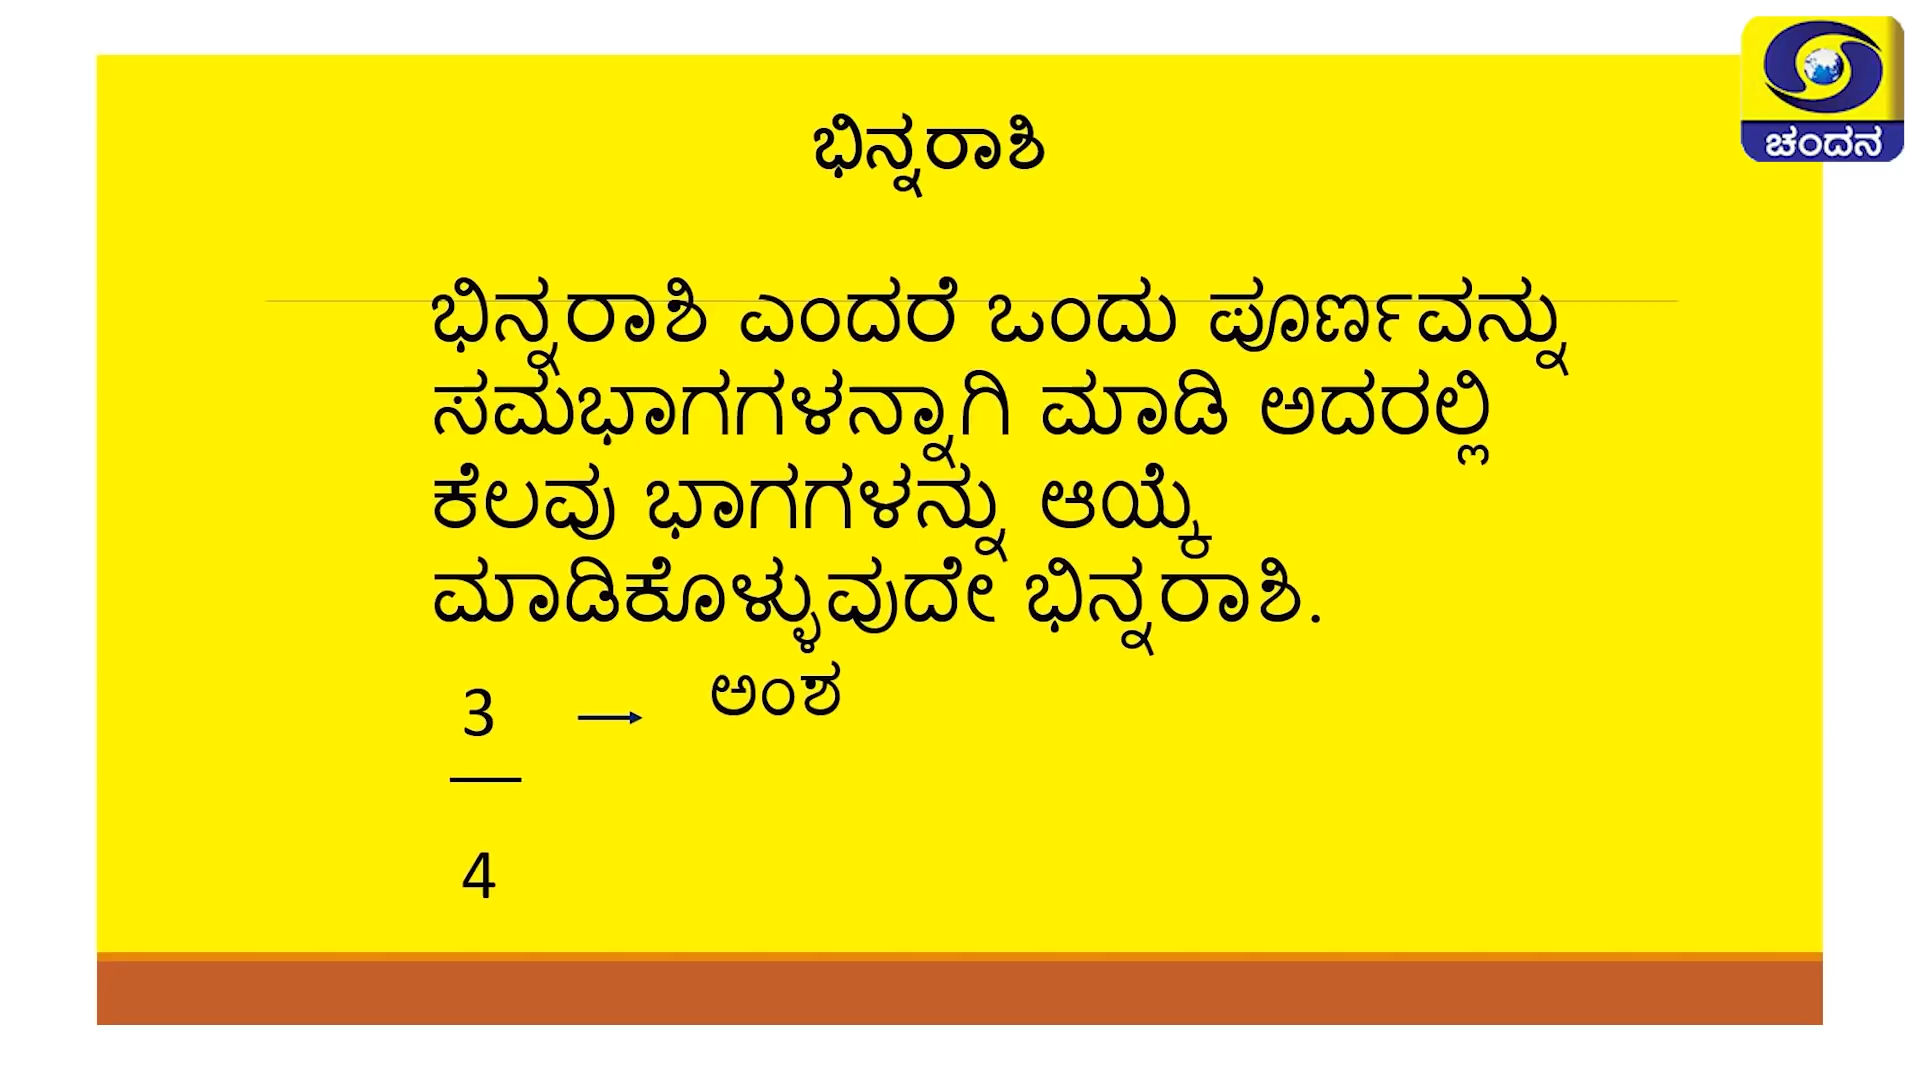 ಚಂದನ
ಭಿನ್ನರಾಶಿ
ಭಿನ್ನರಾಶಿ ಎಂದರೆ ಒಂದು ಪೂರ್ಣವನ್ನು
ಸಮಭಾಗಗಳನ್ನಾಗಿ ಮಾಡಿ ಅದರಲ್ಲಿ
ಕೆಲವು ಭಾಗಗಳನ್ನು ಆಯ್ಕೆ
ಮಾಡಿಕೊಳ್ಳುವುದೇ ಭಿನ್ನರಾಶಿ.
3 → ಅಂಶ
4